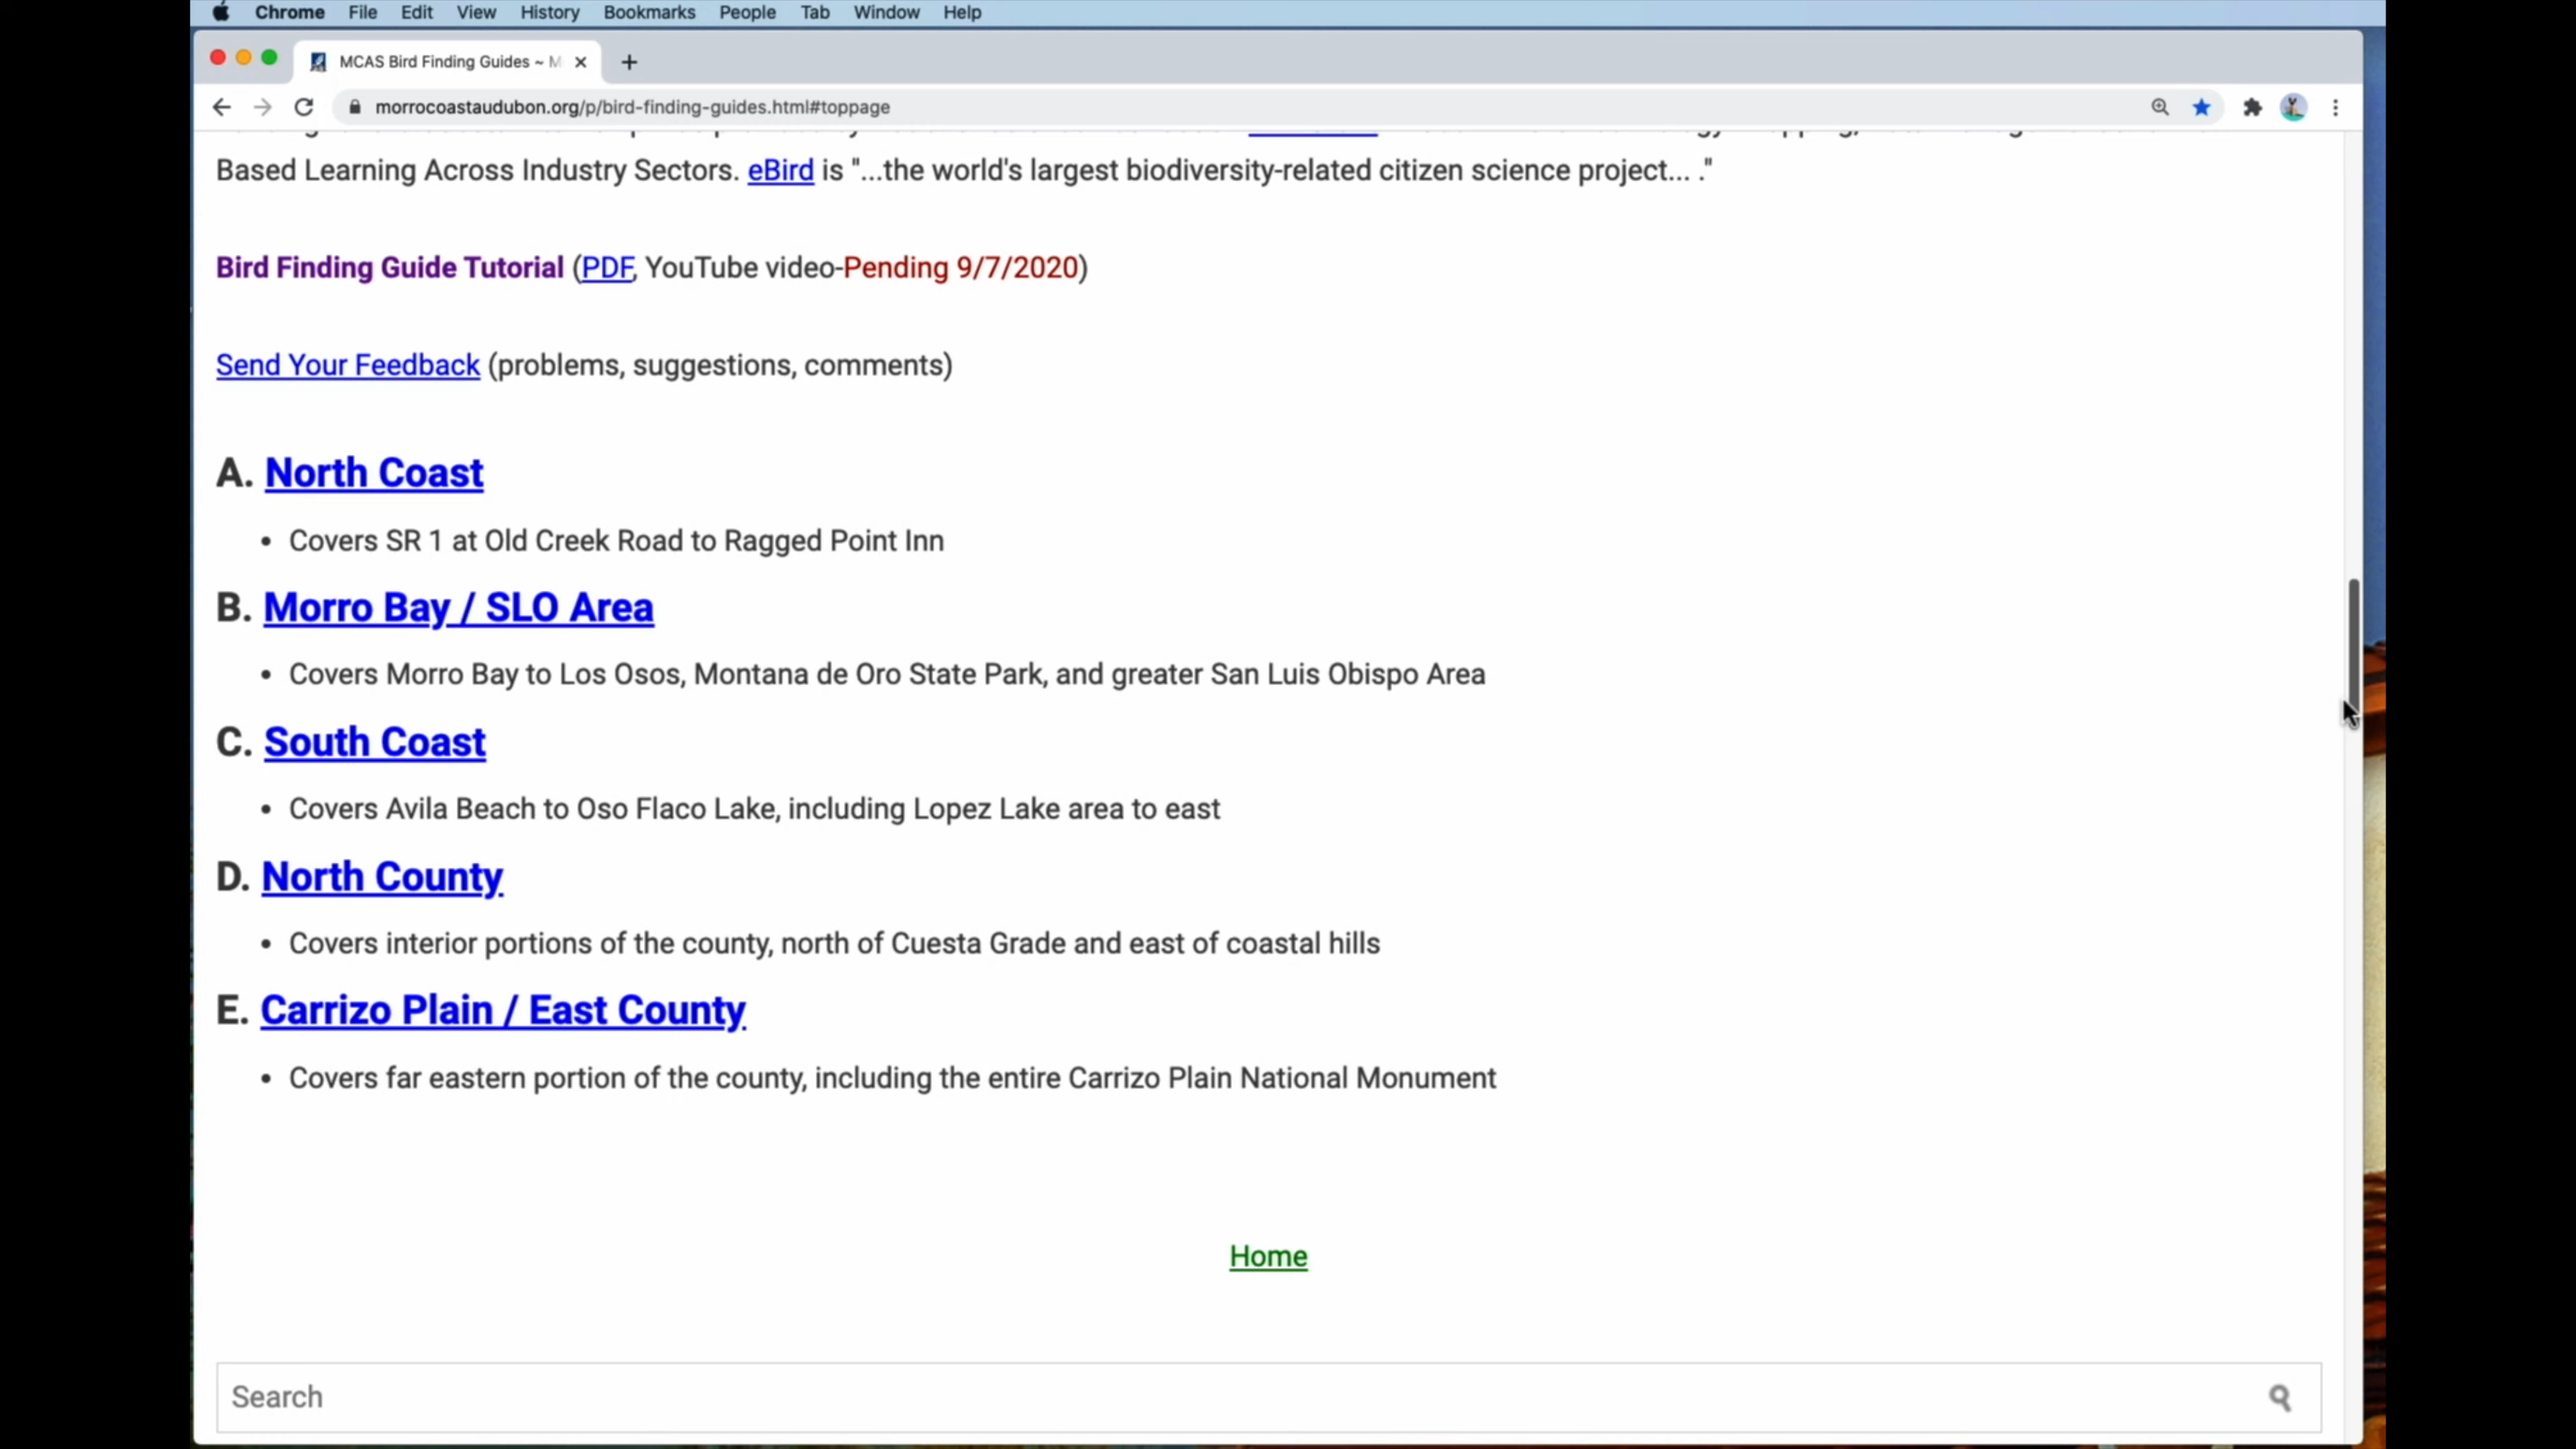 Chrome File Edit View History Bookmarks People Tab Window Help
MCAS Bird Finding Guides ~ M
morrocoastaudubon.org/p/bird-finding-guides.html#toppage
Based Learning Across Industry Sectors. eBird is "...the world's largest biodiversity-related citizen science project... ."
Bird Finding Guide Tutorial (PDF, YouTube video-Pending 9/7/2020)
Send Your Feedback (problems, suggestions, comments)
A. North Coast
• Covers SR 1 at Old Creek Road to Ragged Point Inn
B. Morro Bay / SLO Area
• Covers Morro Bay to Los Osos, Montana de Oro State Park, and greater San Luis Obispo Area
C. South Coast
• Covers Avila Beach to Oso Flaco Lake, including Lopez Lake area to east
D. North County
• Covers interior portions of the county, north of Cuesta Grade and east of coastal hills
E. Carrizo Plain / East County
• Covers far eastern portion of the county, including the entire Carrizo Plain National Monument
Home
Search